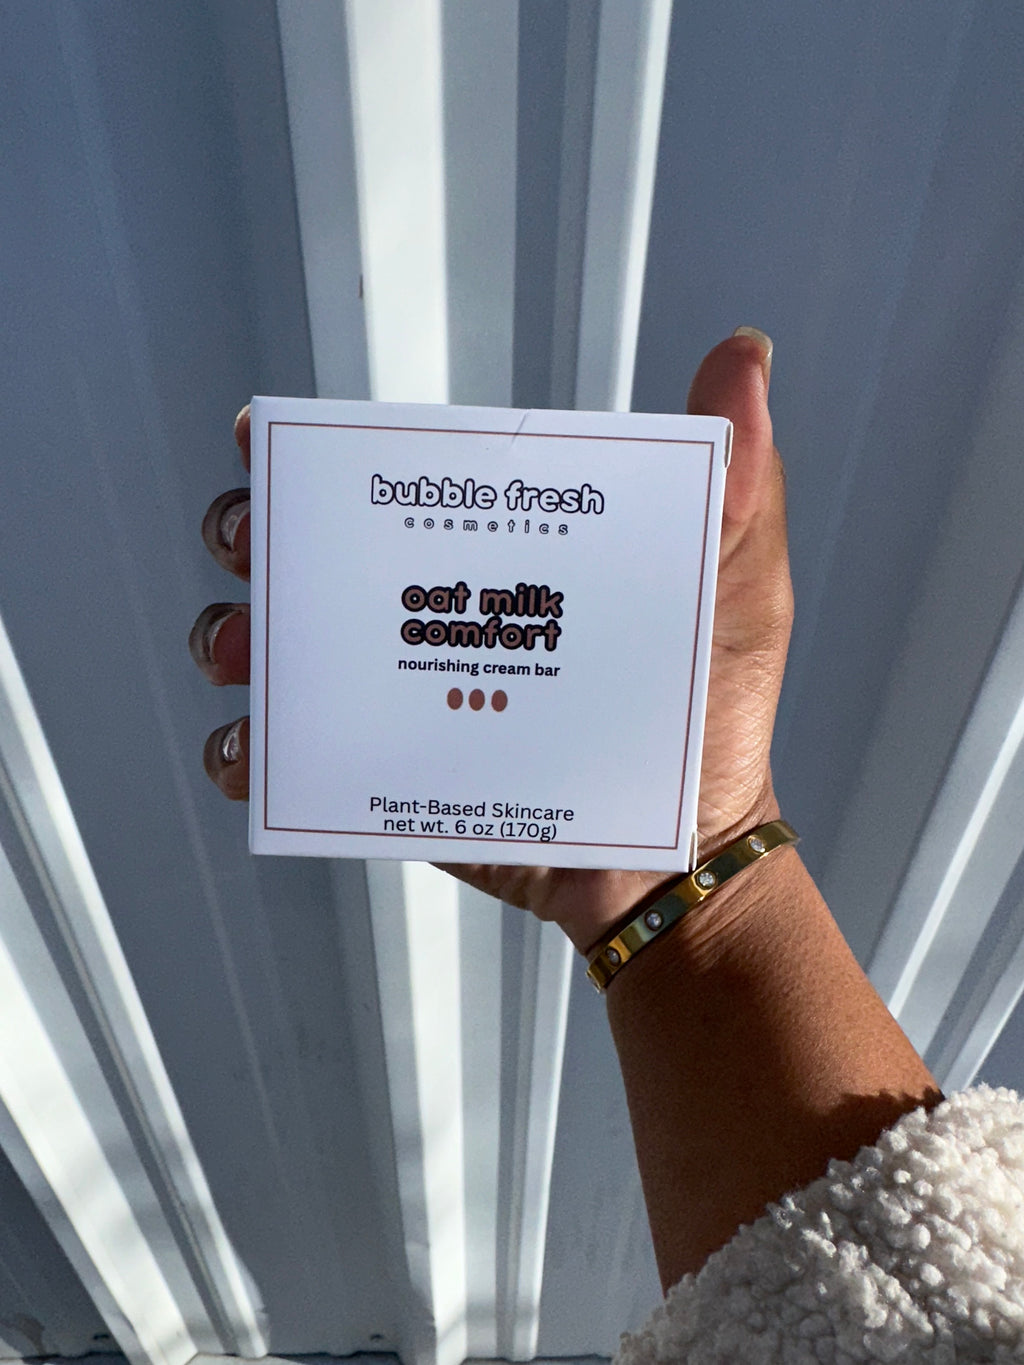 bubble fresh
cosmetics
oat milk
comfort
nourishing cream bar
Plant-Based Skincare
net wt. 6 oz (170g)